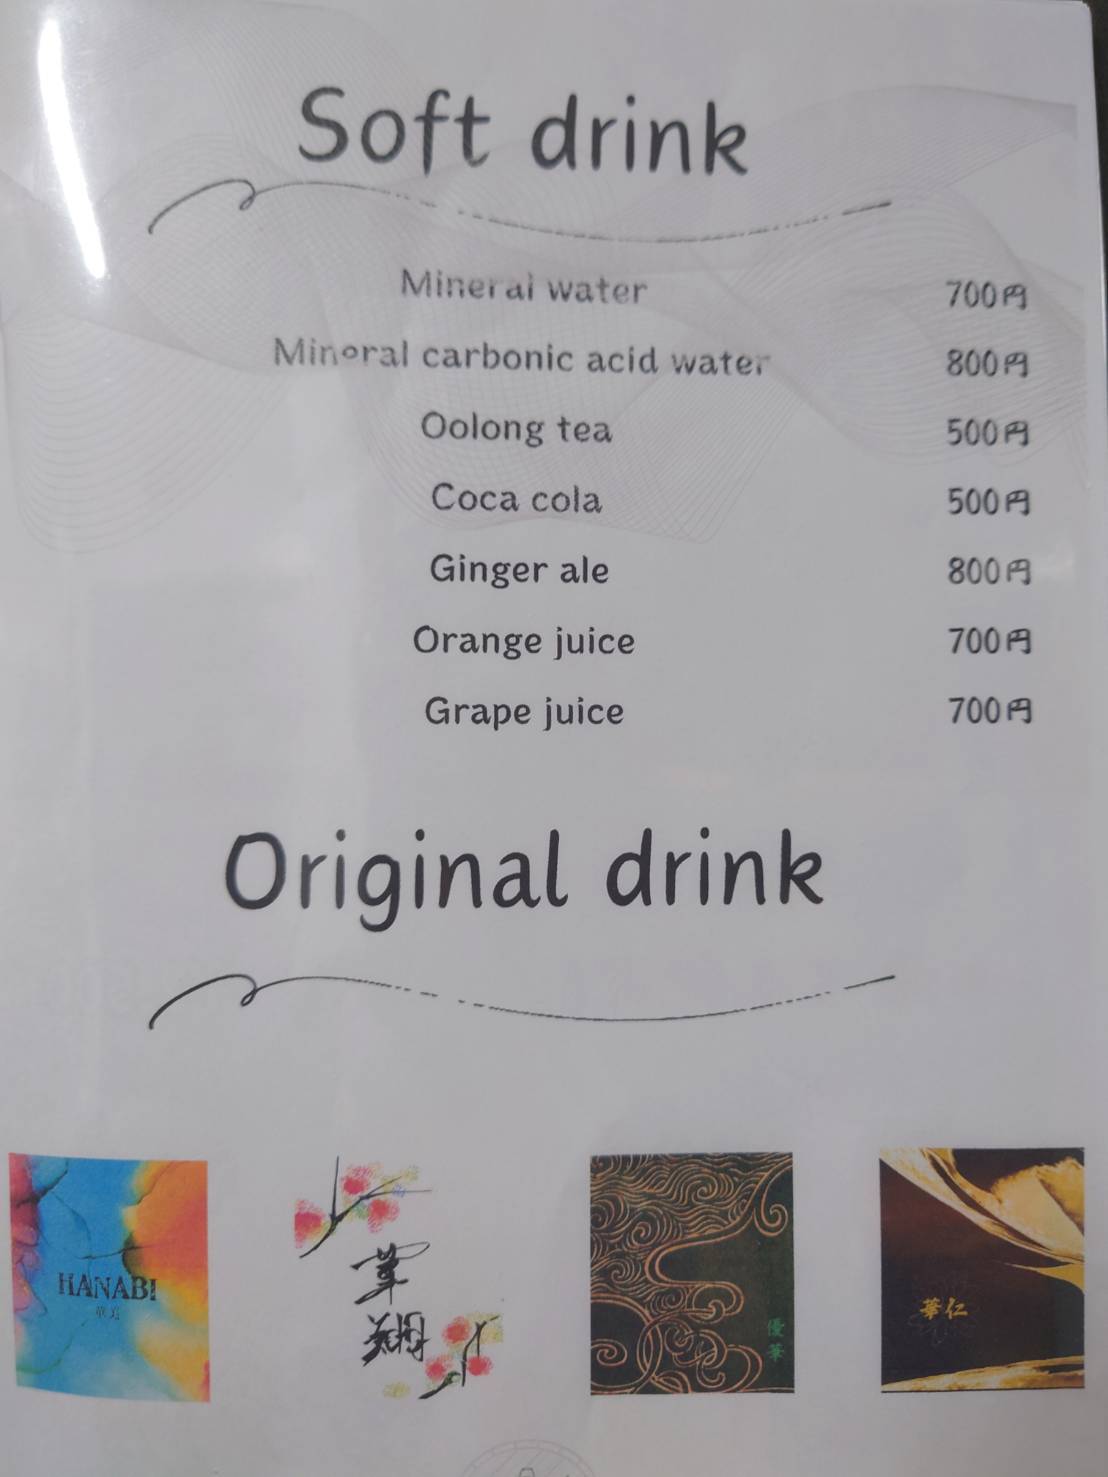 Soft drink
Mineral water 700円
Mineral carbonic acid water 800円
Oolong tea 500円
Coca cola 500円
Ginger ale 800円
Orange juice 700円
Grape juice 700円
Original drink
HANABI
華美
華
翔
優
華
華仁